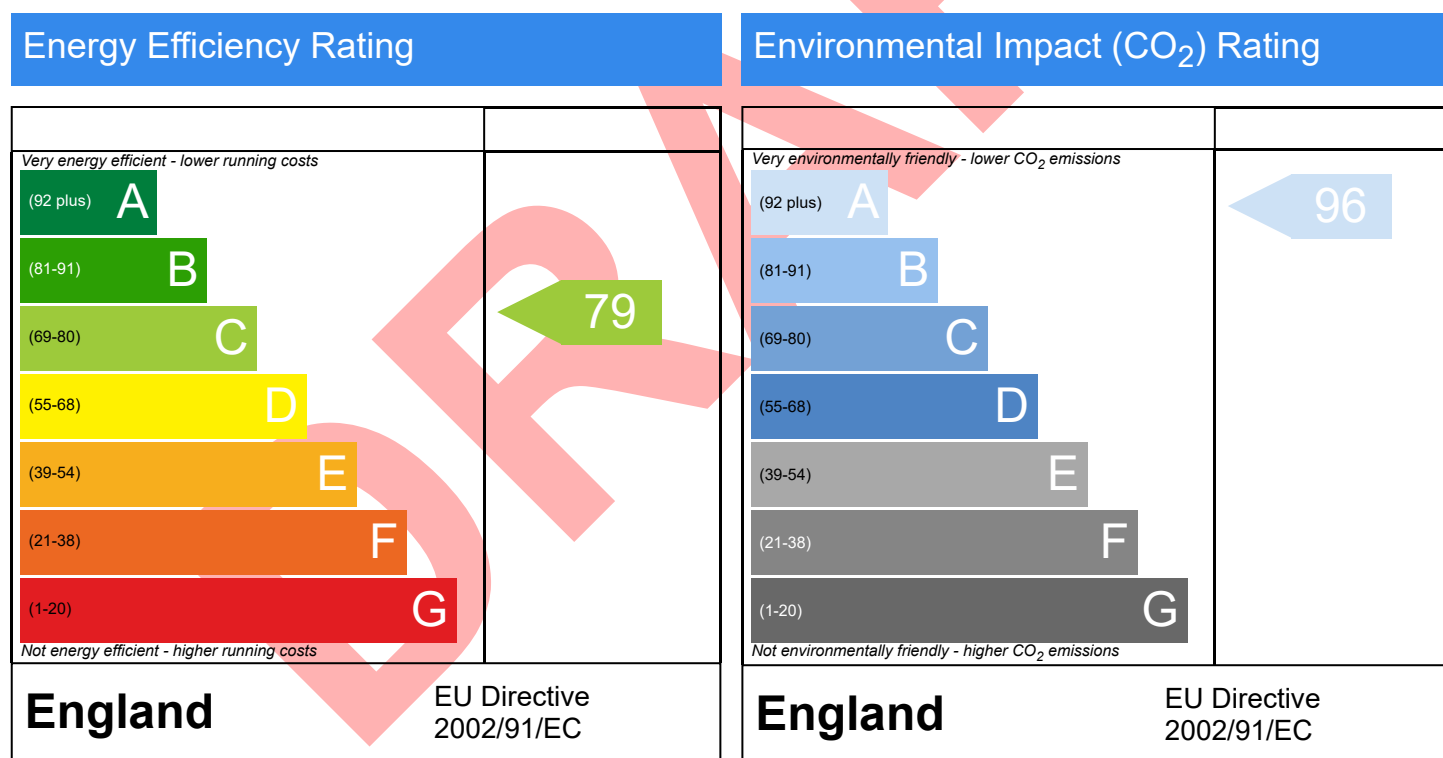 Energy Efficiency Rating
Very energy efficient - lower running costs
(92 plus) A
(81-91) B
(69-80) C
(55-68) D
(39-54) E
(21-38) F
(1-20) G
Not energy efficient - higher running costs
79
England
EU Directive
2002/91/EC
Environmental Impact (CO₂) Rating
Very environmentally friendly - lower CO₂ emissions
(92 plus) A
(81-91) B
(69-80) C
(55-68) D
(39-54) E
(21-38) F
(1-20) G
Not environmentally friendly - higher CO₂ emissions
96
England
EU Directive
2002/91/EC